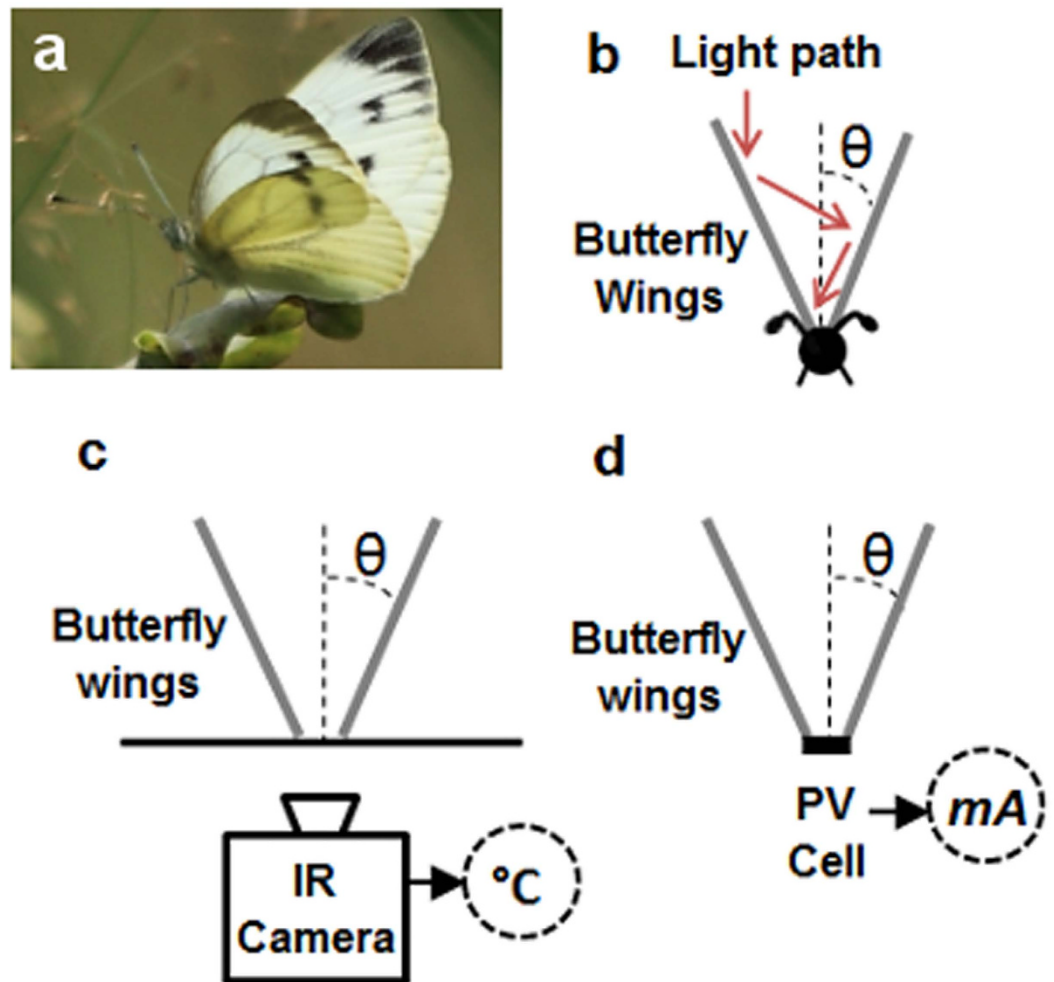 a
b
Light path
θ
Butterfly
Wings
c
θ
Butterfly
wings
IR
Camera
°C
d
θ
Butterfly
wings
PV
Cell
mA